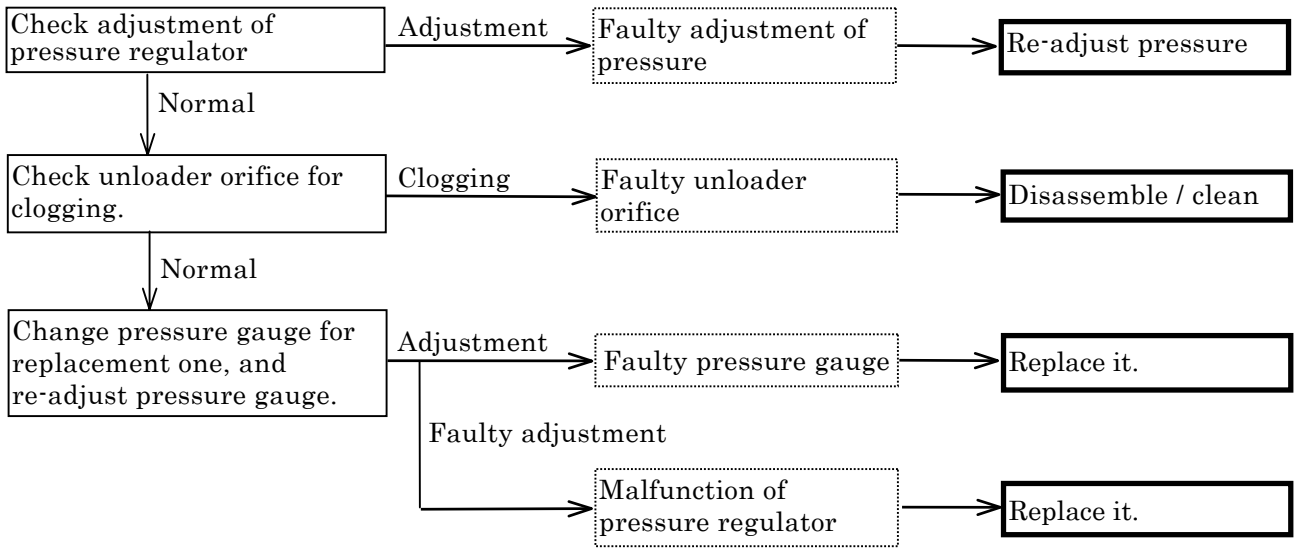 Check adjustment of
pressure regulator
Adjustment
Faulty adjustment of
pressure
Re-adjust pressure
Normal
Check unloader orifice for
clogging.
Clogging
Faulty unloader
orifice
Disassemble / clean
Normal
Change pressure gauge for
replacement one, and
re-adjust pressure gauge.
Adjustment
Faulty pressure gauge
Replace it.
Faulty adjustment
Malfunction of
pressure regulator
Replace it.